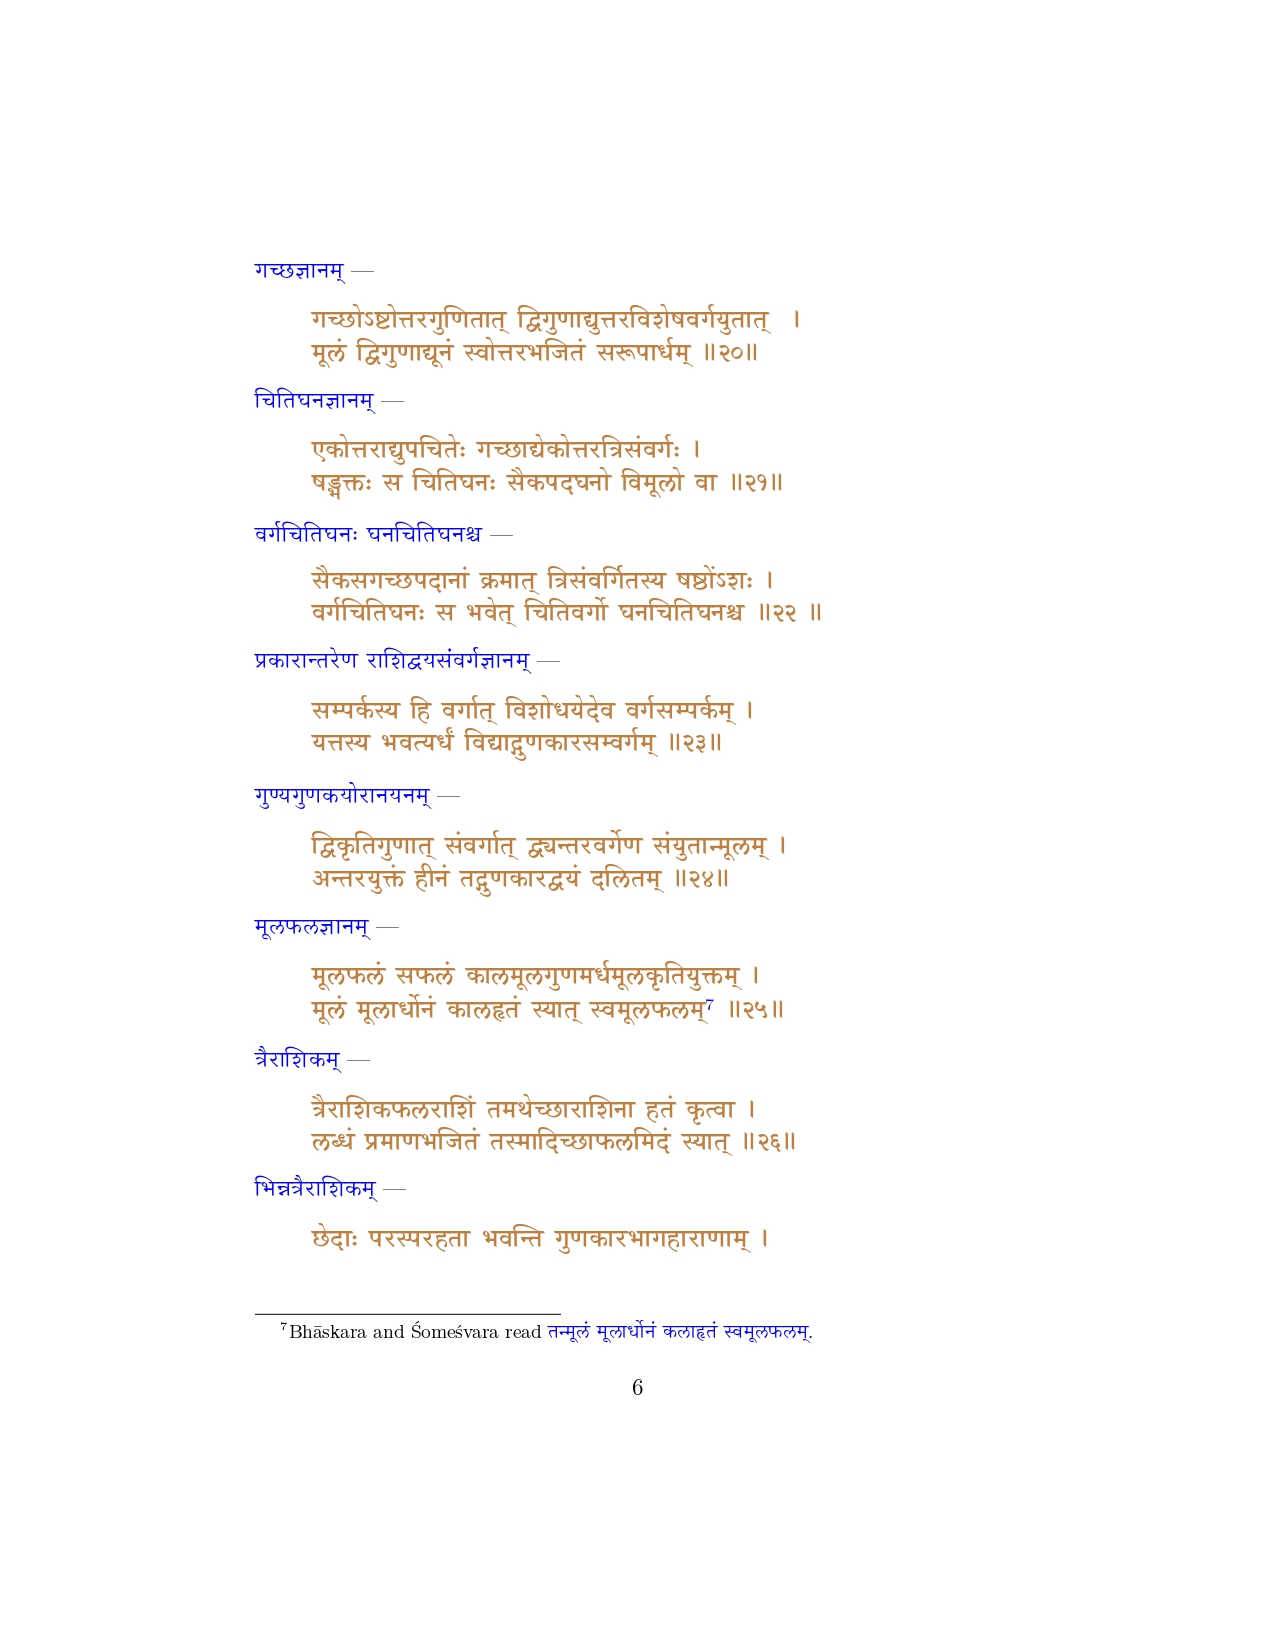 गच्छज्ञानम् —
गच्छोऽष्टोत्तरगुणितात् द्विगुणाद्युत्तरविशेषवर्गयुतात् ।
मूलं द्विगुणाद्यूनं स्वोत्तरभजितं सरूपार्धम् ॥२०॥
चितिघनज्ञानम् —
एकोत्तराद्युपचितेः गच्छाद्येकोत्तरत्रिसंवर्गः ।
षड्भक्तः स चितिघनः सैकपदघनो विमूलो वा ॥२१॥
वर्गचितिघनः घनचितिघनश्च —
सैकसगच्छपदानां क्रमात् त्रिसंवर्गितस्य षष्ठोंऽशः ।
वर्गचितिघनः स भवेत् चितिवर्गो घनचितिघनश्च ॥२२ ॥
प्रकारान्तरेण राशिद्वयसंवर्गज्ञानम् —
सम्पर्कस्य हि वर्गात् विशोधयेदेव वर्गसम्पर्कम् ।
यत्तस्य भवत्यर्धं विद्याद्गुणकारसम्वर्गम् ॥२३॥
गुण्यगुणकयोरानयनम् —
द्विकृतिगुणात् संवर्गात् द्व्यन्तरवर्गेण संयुतान्मूलम् ।
अन्तरयुक्तं हीनं तद्गुणकारद्वयं दलितम् ॥२४॥
मूलफलज्ञानम् —
मूलफलं सफलं कालमूलगुणमर्धमूलकृतियुक्तम् ।
मूलं मूलार्धोनं कालहृतं स्यात् स्वमूलफलम्⁷ ॥२५॥
त्रैराशिकम् —
त्रैराशिकफलराशिं तमथेच्छाराशिना हतं कृत्वा ।
लब्धं प्रमाणभजितं तस्मादिच्छाफलमिदं स्यात् ॥२६॥
भिन्नत्रैराशिकम् —
छेदाः परस्परहता भवन्ति गुणकारभागहाराणाम् ।
⁷Bhāskara and Śomeśvara read तन्मूलं मूलार्धोनं कलाहृतं स्वमूलफलम्.
6